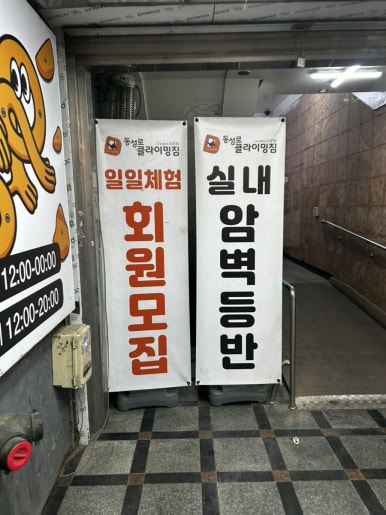 12:00-00:00
12:00-20:00
동성로
클라이밍짐
일일체험
회원모집
동성로
클라이밍짐
실내
암벽등반